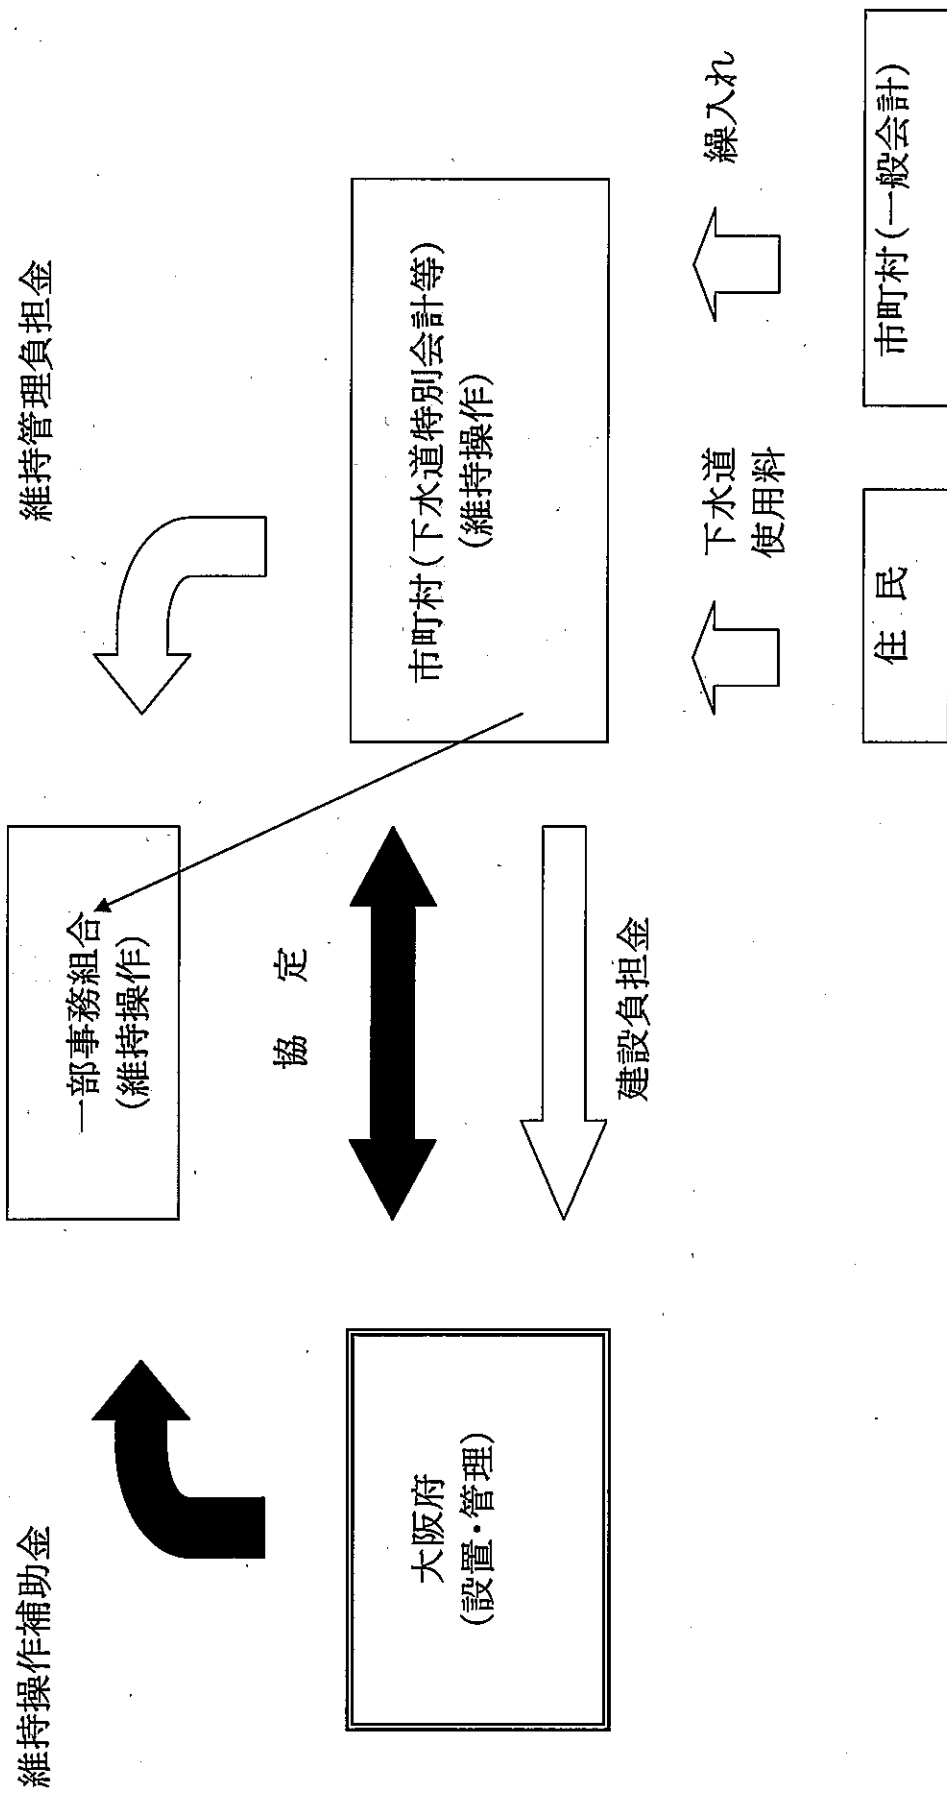 維持操作補助金
維持管理負担金
一部事務組合
(維持操作)
協 定
大阪府
(設置・管理)
市町村(下水道特別会計等)
(維持操作)
建設負担金
下水道
使用料
繰入れ
住 民
市町村(一般会計)